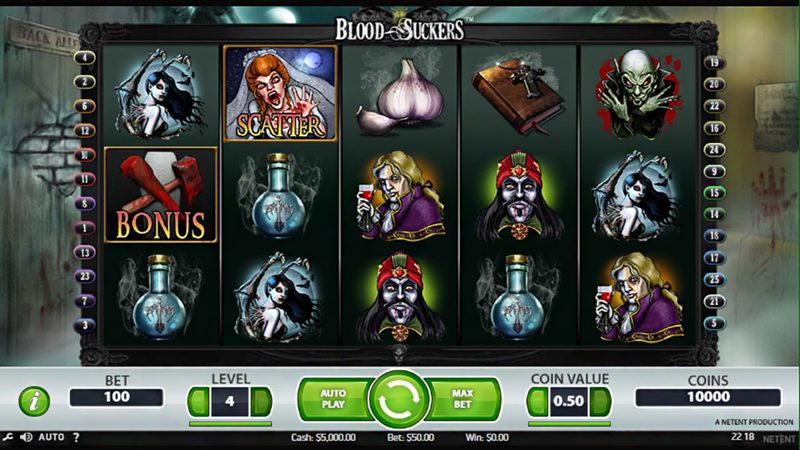 BLOOD SUCKERS™
BACK ALLEY
4
2
6
12
10
11
8
1
13
23
7
3
19
20
22
16
24
9
15
14
18
17
25
21
5
SCATTER
BONUS
BET
100
LEVEL
4
AUTO PLAY
MAX BET
COIN VALUE
0.50
COINS
10000
A NETENT PRODUCTION
AUTO ?
Cash: $5,000.00 Bet: $50.00 Win: $0.00
22 18 NETENT